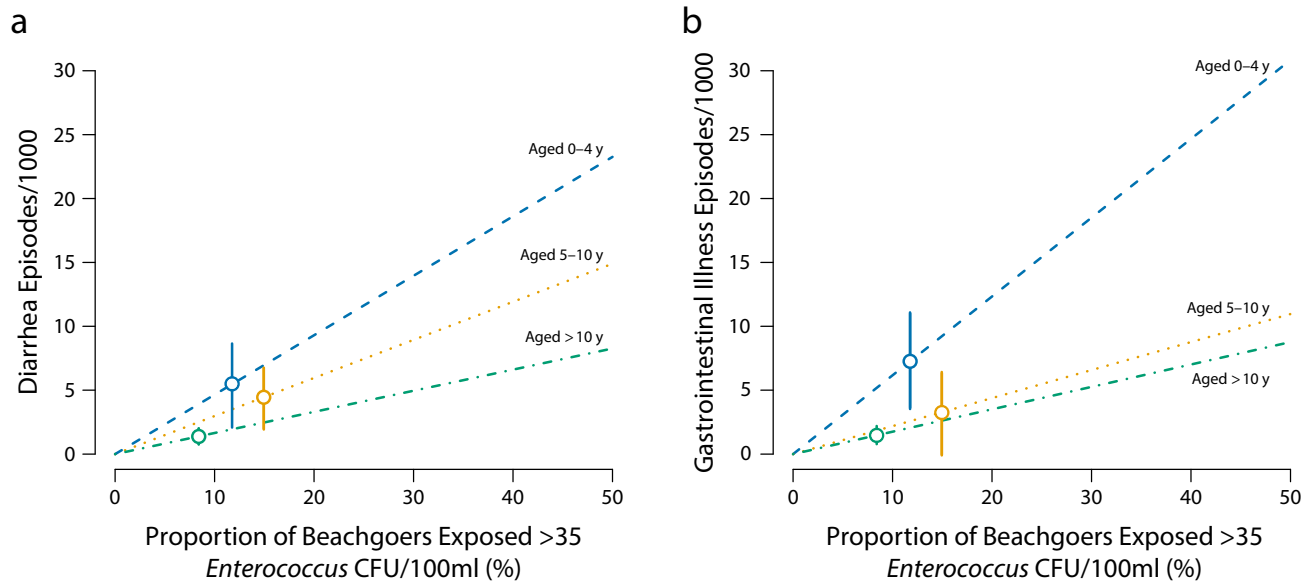 a
Diarrhea Episodes/1000
30
25
20
15
10
5
0
Aged 0–4 y
Aged 5–10 y
Aged >10 y
0 10 20 30 40 50
Proportion of Beachgoers Exposed >35
Enterococcus CFU/100ml (%)
b
Gastrointestinal Illness Episodes/1000
30
25
20
15
10
5
0
Aged 0–4 y
Aged 5–10 y
Aged >10 y
0 10 20 30 40 50
Proportion of Beachgoers Exposed >35
Enterococcus CFU/100ml (%)